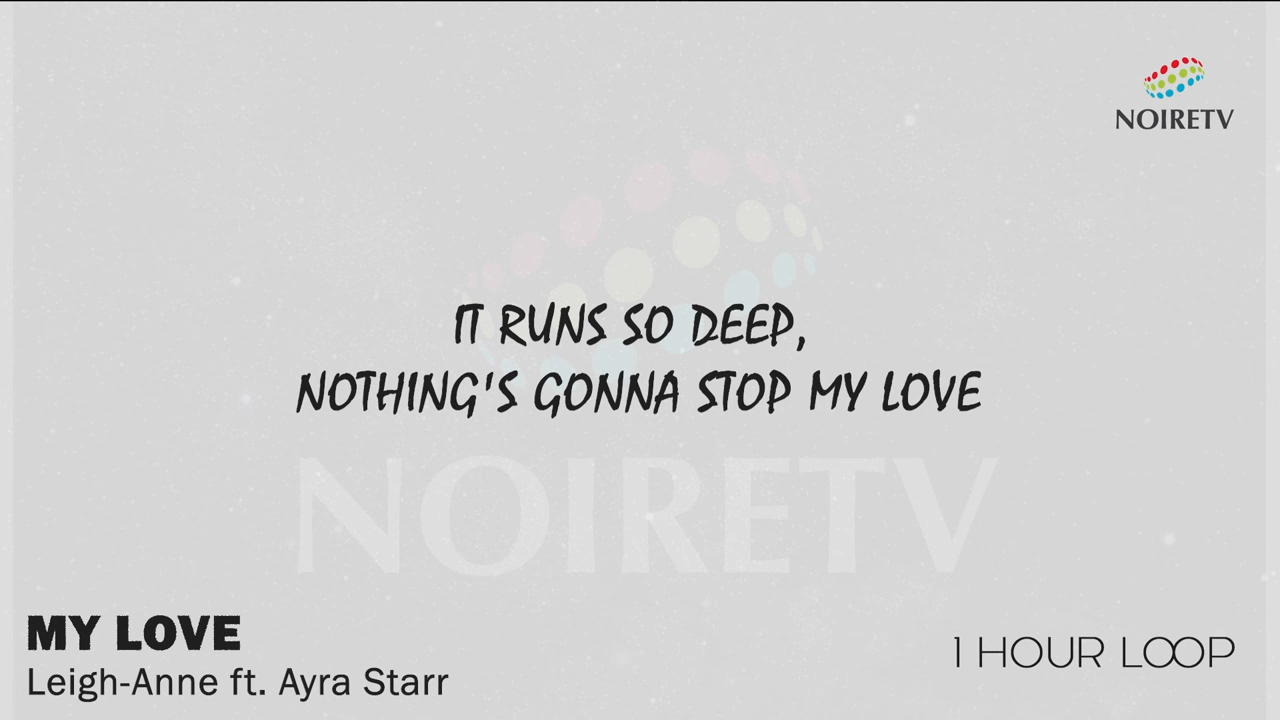 NOIRETV
IT RUNS SO DEEP,
NOTHING'S GONNA STOP MY LOVE
NOIRETV
MY LOVE
Leigh-Anne ft. Ayra Starr
1 HOUR LOOP